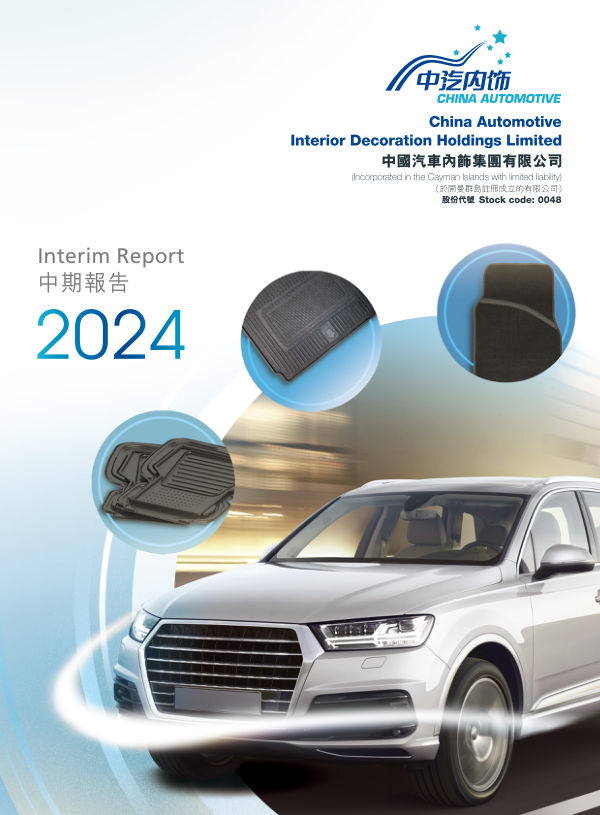 中汽内饰
CHINA AUTOMOTIVE
China Automotive
Interior Decoration Holdings Limited
中國汽車內飾集團有限公司
(Incorporated in the Cayman Islands with limited liability)
（於開曼群島註冊成立的有限公司）
股份代號 Stock code: 0048
Interim Report
中期報告
2024